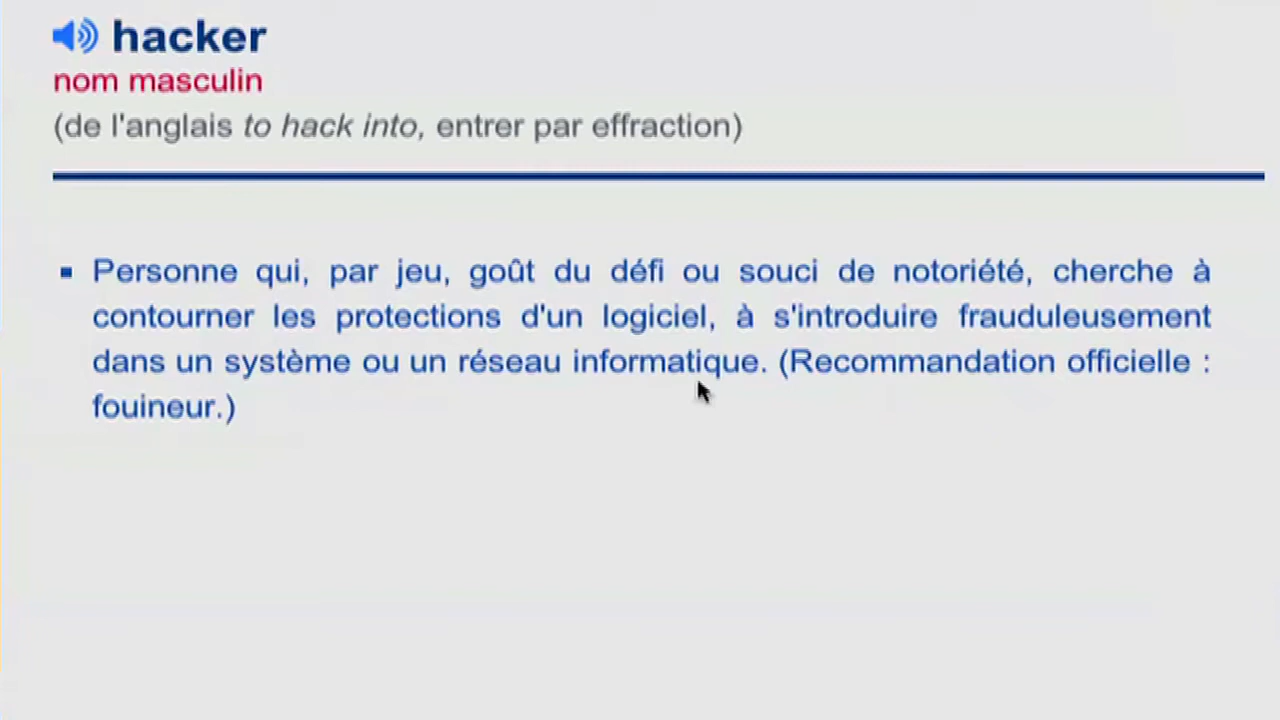 hacker
nom masculin
(de l'anglais to hack into, entrer par effraction)
▪ Personne qui, par jeu, goût du défi ou souci de notoriété, cherche à
contourner les protections d'un logiciel, à s'introduire frauduleusement
dans un système ou un réseau informatique. (Recommandation officielle :
fouineur.)